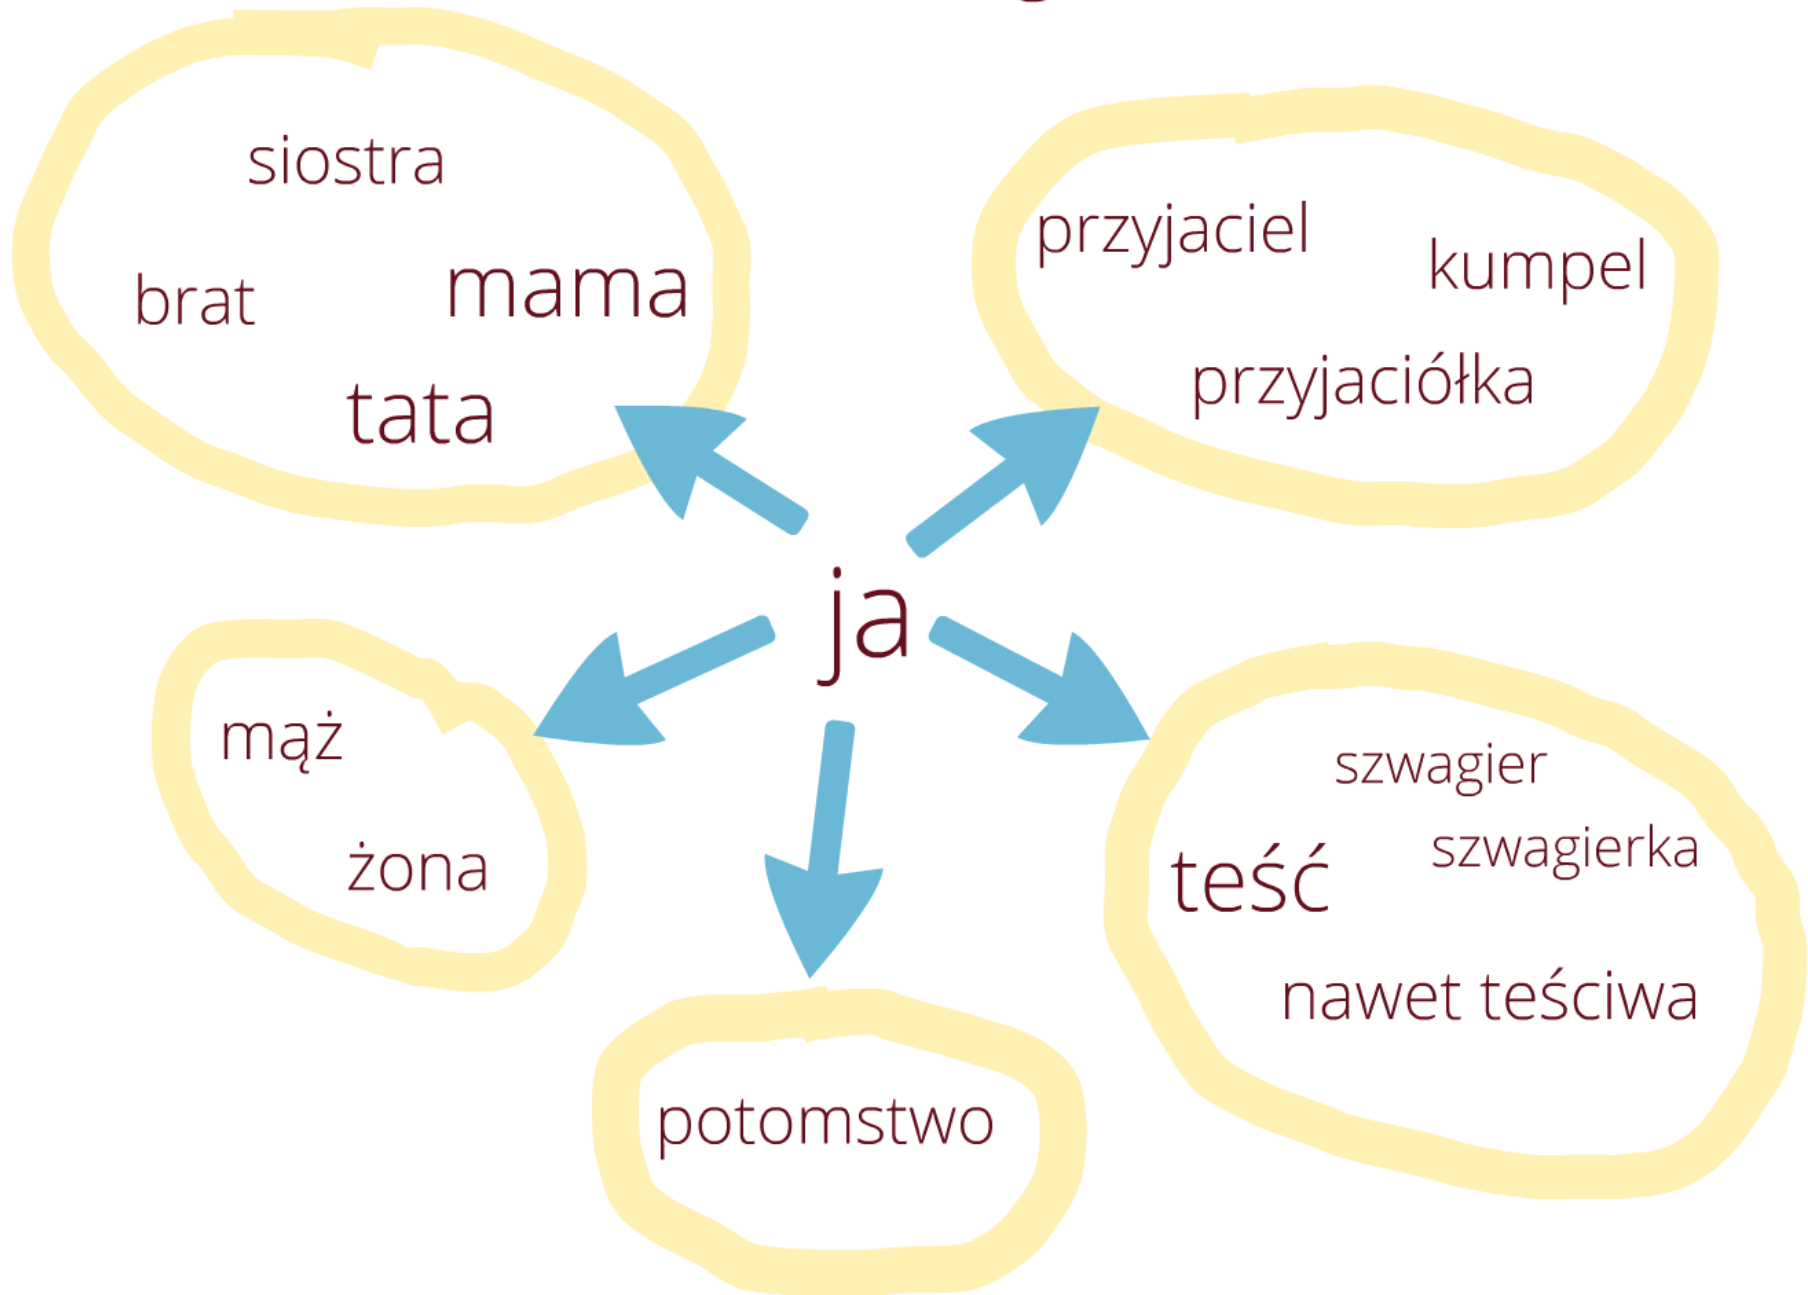 siostra
brat
mama
tata
przyjaciel
kumpel
przyjaciółka
ja
mąż
żona
szwagier
szwagierka
teść
nawet teściwa
potomstwo